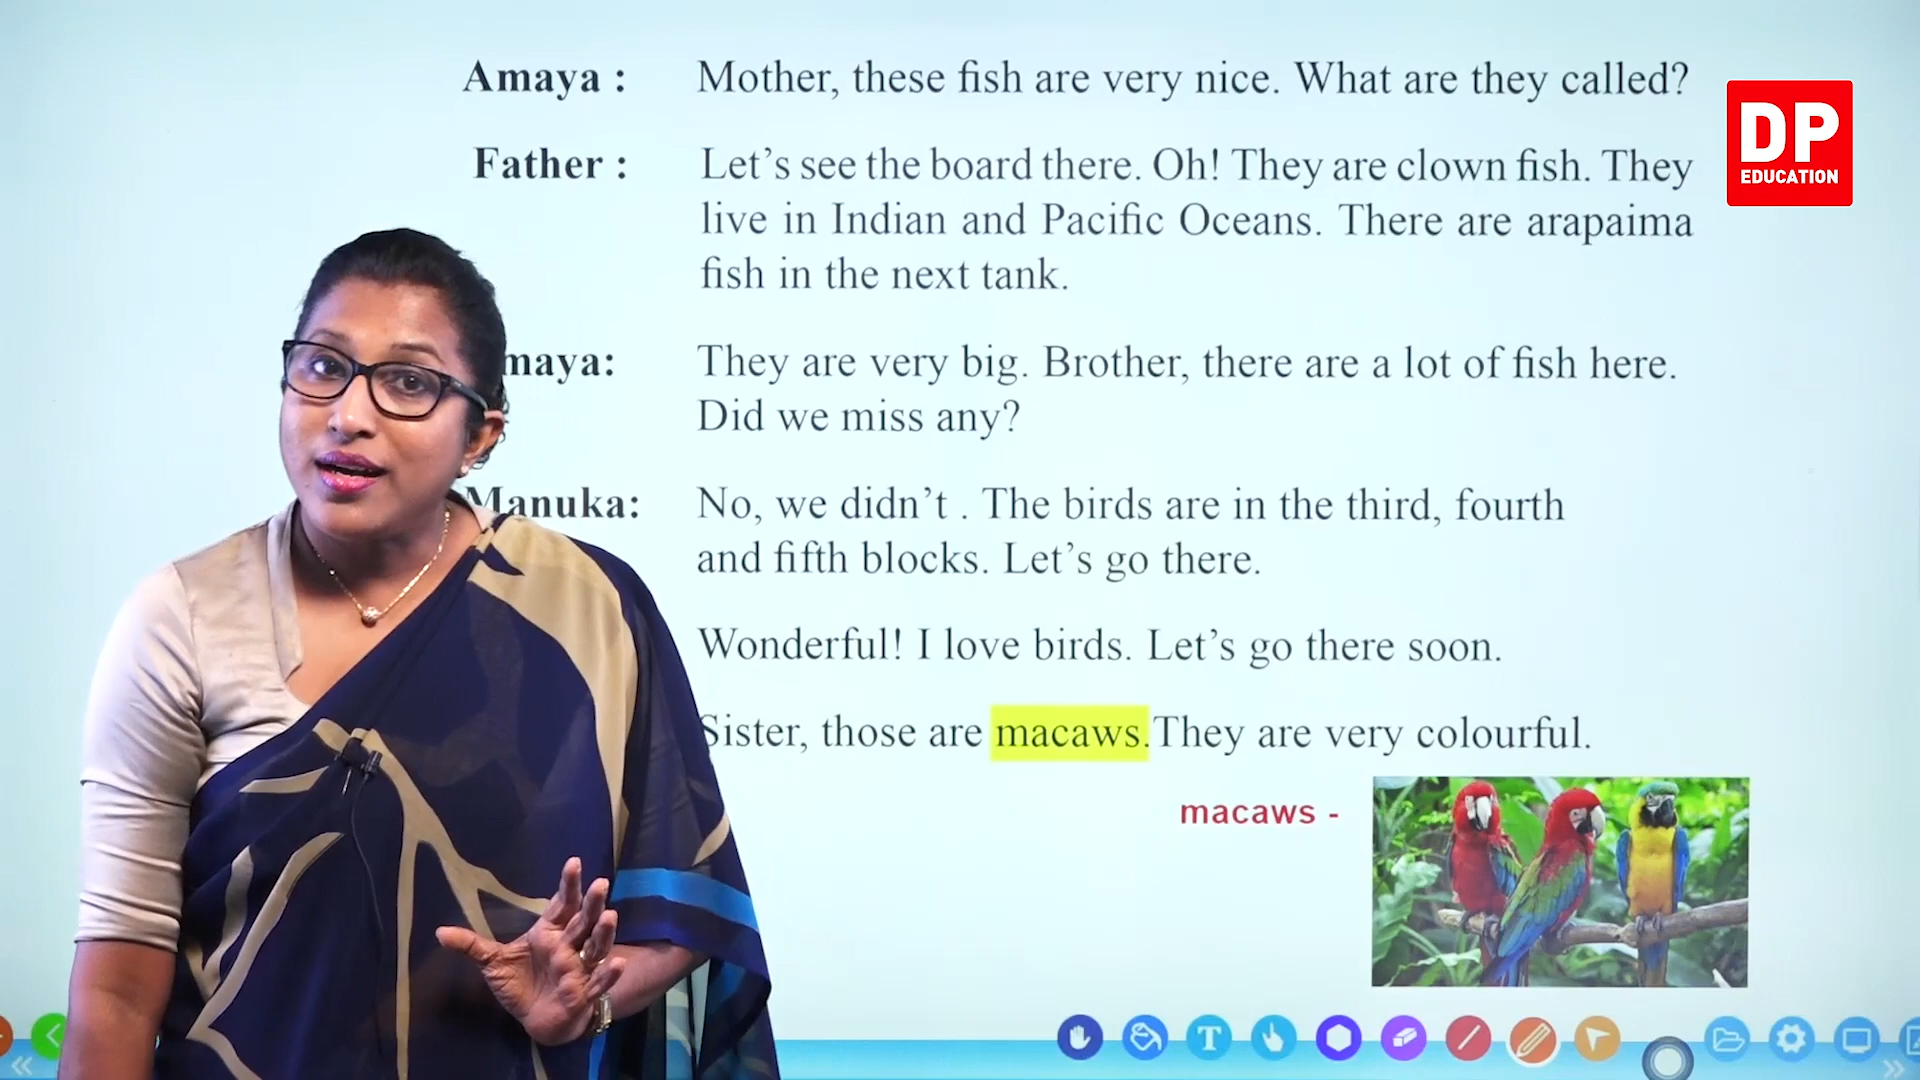 Amaya : Mother, these fish are very nice. What are they called?
DP
EDUCATION
Father : Let’s see the board there. Oh! They are clown fish. They
live in Indian and Pacific Oceans. There are arapaima
fish in the next tank.
maya: They are very big. Brother, there are a lot of fish here.
Did we miss any?
Manuka: No, we didn’t . The birds are in the third, fourth
and fifth blocks. Let’s go there.
Wonderful! I love birds. Let’s go there soon.
Sister, those are macaws.They are very colourful.
macaws -